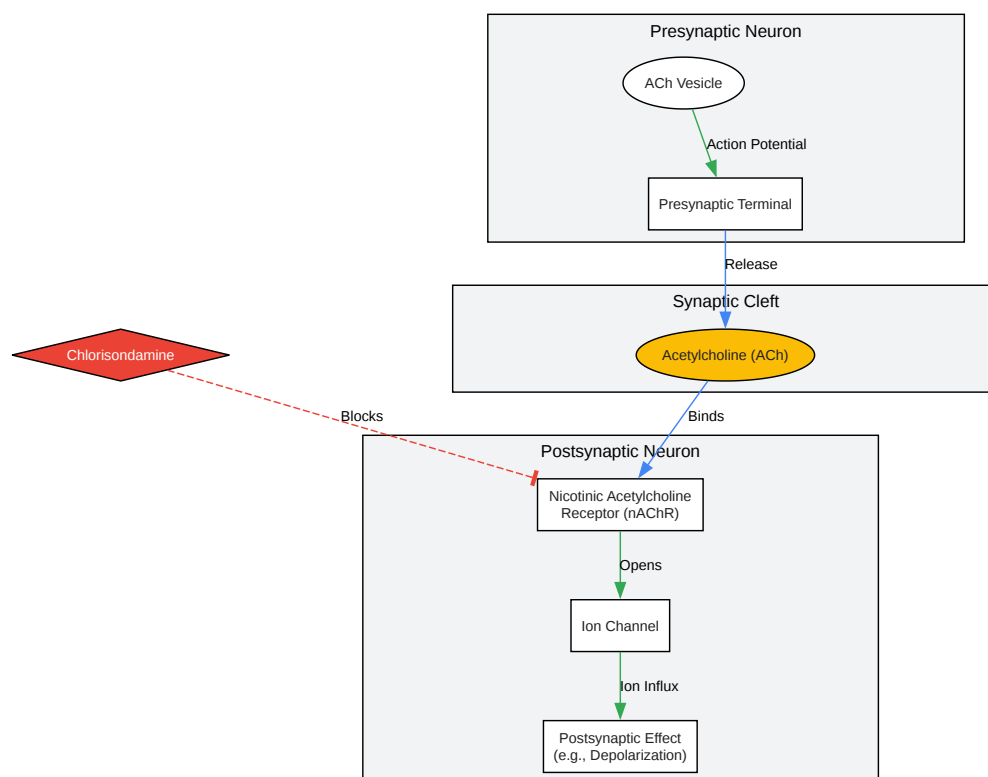 Presynaptic Neuron
ACh Vesicle
Action Potential
Presynaptic Terminal
Release
Synaptic Cleft
Chlorisondamine
Acetylcholine (ACh)
Blocks
Binds
Postsynaptic Neuron
Nicotinic Acetylcholine
Receptor (nAChR)
Opens
Ion Channel
Ion Influx
Postsynaptic Effect
(e.g., Depolarization)